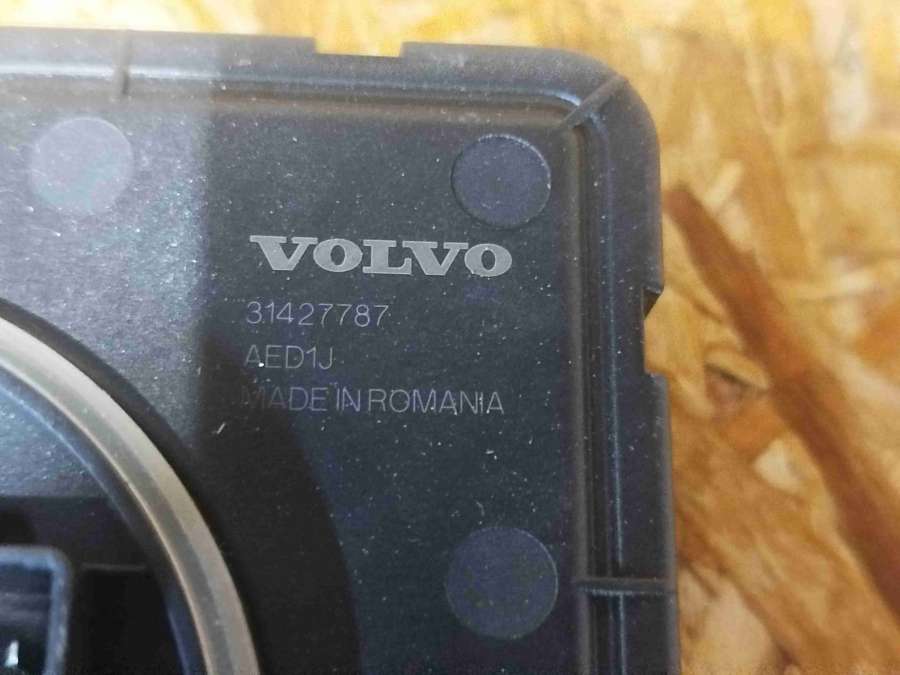 VOLVO
31427787
AED1J
MADE IN ROMANIA